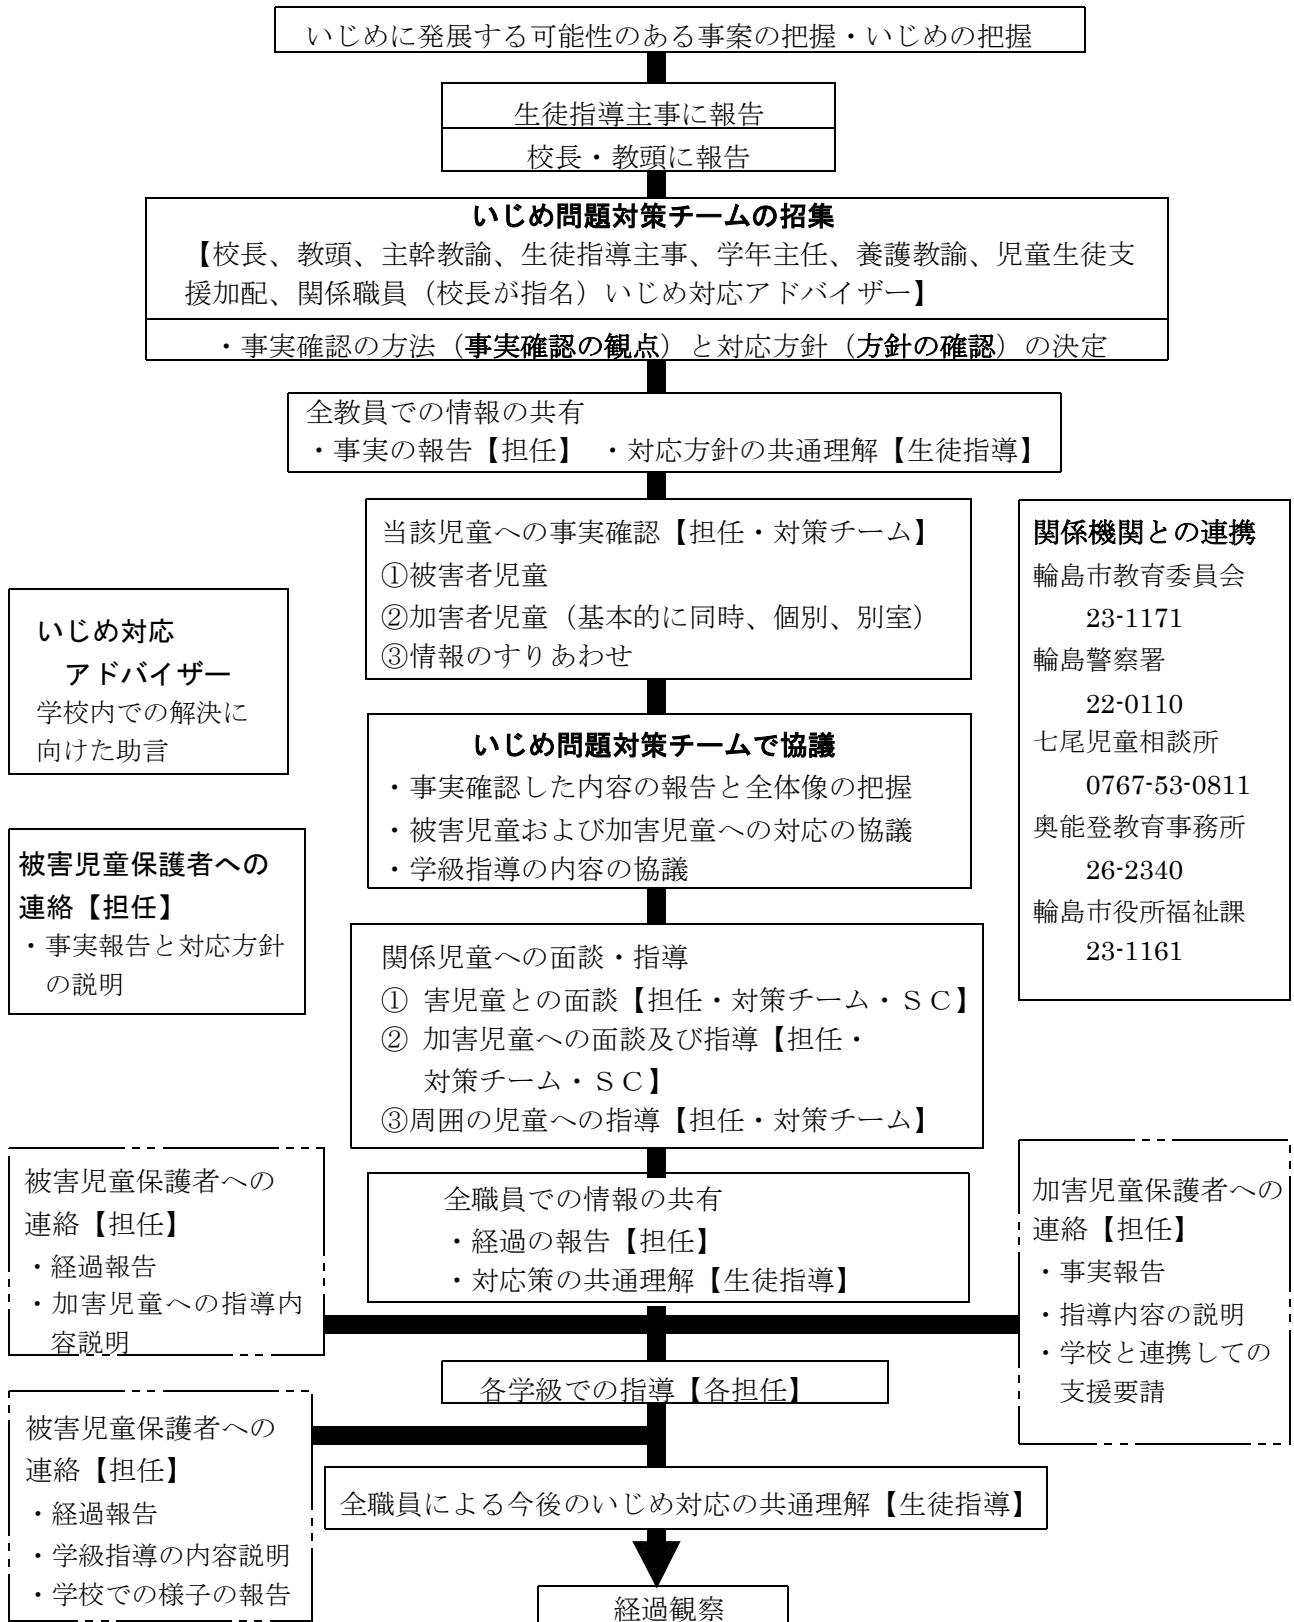 いじめに発展する可能性のある事案の把握・いじめの把握
生徒指導主事に報告
校長・教頭に報告
いじめ問題対策チームの招集
【校長、教頭、主幹教諭、生徒指導主事、学年主任、養護教諭、児童生徒支
援加配、関係職員（校長が指名）いじめ対応アドバイザー】
・事実確認の方法（事実確認の観点）と対応方針（方針の確認）の決定
全教員での情報の共有
・事実の報告【担任】 ・対応方針の共通理解【生徒指導】
当該児童への事実確認【担任・対策チーム】
①被害者児童
②加害者児童（基本的に同時、個別、別室）
③情報のすりあわせ
関係機関との連携
輪島市教育委員会
23-1171
輪島警察署
22-0110
七尾児童相談所
0767-53-0811
奥能登教育事務所
26-2340
輪島市役所福祉課
23-1161
いじめ対応
アドバイザー
学校内での解決に
向けた助言
いじめ問題対策チームで協議
・事実確認した内容の報告と全体像の把握
・被害児童および加害児童への対応の協議
・学級指導の内容の協議
被害児童保護者への
連絡【担任】
・事実報告と対応方針
の説明
関係児童への面談・指導
① 害児童との面談【担任・対策チーム・ＳＣ】
② 加害児童への面談及び指導【担任・
対策チーム・ＳＣ】
③周囲の児童への指導【担任・対策チーム】
被害児童保護者への
連絡【担任】
・経過報告
・加害児童への指導内
容説明
全職員での情報の共有
・経過の報告【担任】
・対応策の共通理解【生徒指導】
加害児童保護者への
連絡【担任】
・事実報告
・指導内容の説明
・学校と連携しての
支援要請
各学級での指導【各担任】
被害児童保護者への
連絡【担任】
・経過報告
・学級指導の内容説明
・学校での様子の報告
全職員による今後のいじめ対応の共通理解【生徒指導】
経過観察